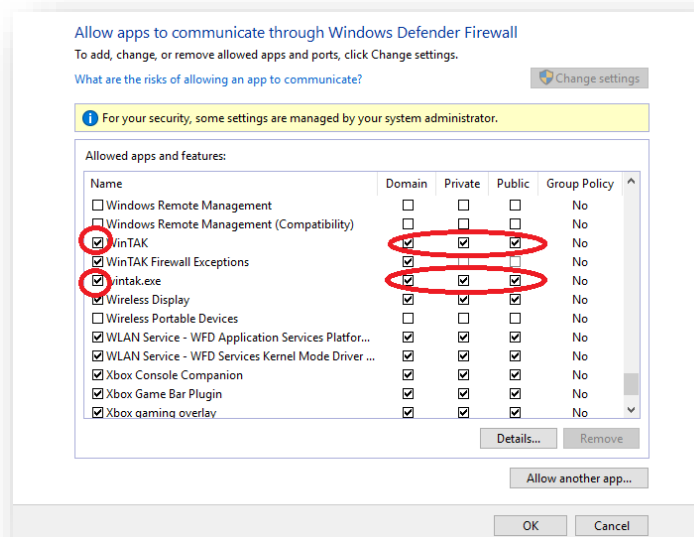 Allow apps to communicate through Windows Defender Firewall
To add, change, or remove allowed apps and ports, click Change settings.
What are the risks of allowing an app to communicate?
Change settings
For your security, some settings are managed by your system administrator.
Allowed apps and features:
Name Domain Private Public Group Policy
Windows Remote Management No
Windows Remote Management (Compatibility) No
WinTAK No
WinTAK Firewall Exceptions No
wintak.exe No
Wireless Display No
Wireless Portable Devices No
WLAN Service - WFD Application Services Platfor... No
WLAN Service - WFD Services Kernel Mode Driver ... No
Xbox Console Companion No
Xbox Game Bar Plugin No
Xbox gaming overlay No
Details... Remove
Allow another app...
OK Cancel